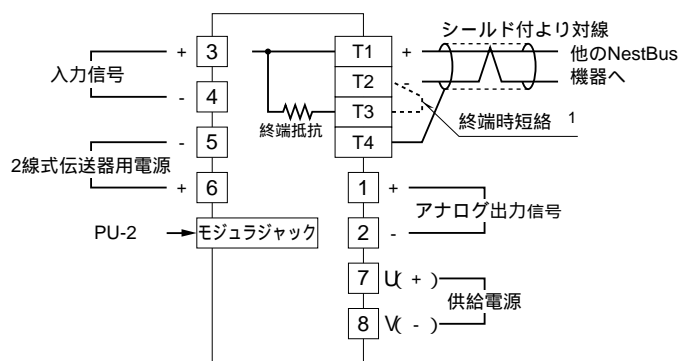 シールド付より対線
+ 3
T1 +
他のNestBus
機器へ
入力信号
T2 -
- 4
T3
終端抵抗
終端時短絡 1
- 5
T4
2線式伝送器用電源
+ 6
1 +
アナログ出力信号
PU-2
モジュラジャック
2 -
7 U( + )
供給電源
8 V( - )